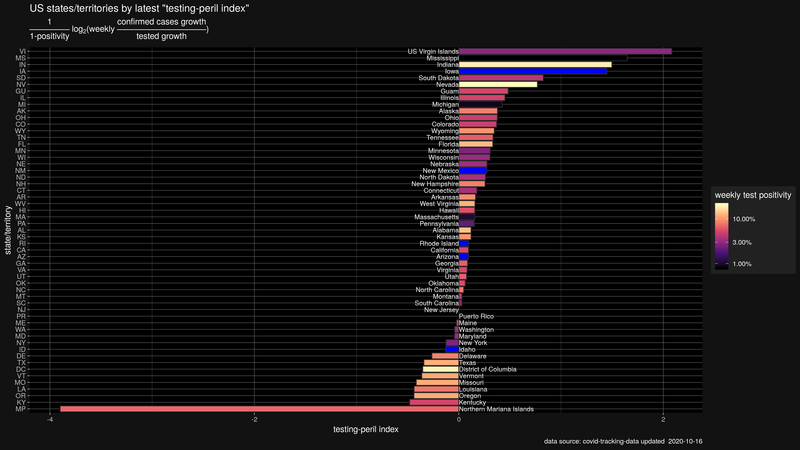 US states/territories by latest "testing-peril index"
1
1-positivity
log2(weekly
confirmed cases growth
tested growth
)
VI
US Virgin Islands
MS
Mississippi
IN
Indiana
IA
Iowa
SD
South Dakota
NV
Nevada
GU
Guam
IL
Illinois
MI
Michigan
AK
Alaska
OH
Ohio
CO
Colorado
WY
Wyoming
TN
Tennessee
FL
Florida
MN
Minnesota
WI
Wisconsin
NE
Nebraska
NM
New Mexico
ND
North Dakota
NH
New Hampshire
CT
Connecticut
AR
Arkansas
WV
West Virginia
HI
Hawaii
MA
Massachusetts
PA
Pennsylvania
AL
Alabama
KS
Kansas
RI
Rhode Island
CA
California
AZ
Arizona
GA
Georgia
VA
Virginia
UT
Utah
OK
Oklahoma
NC
North Carolina
MT
Montana
SC
South Carolina
NJ
New Jersey
PR
Puerto Rico
ME
Maine
WA
Washington
MD
Maryland
NY
New York
ID
Idaho
DE
Delaware
TX
Texas
DC
District of Columbia
VT
Vermont
MO
Missouri
LA
Louisiana
OR
Oregon
KY
Kentucky
MP
Northern Mariana Islands
state/territory
-4
-2
0
2
testing-peril index
weekly test positivity
10.00%
3.00%
1.00%
data source: covid-tracking-data updated 2020-10-16